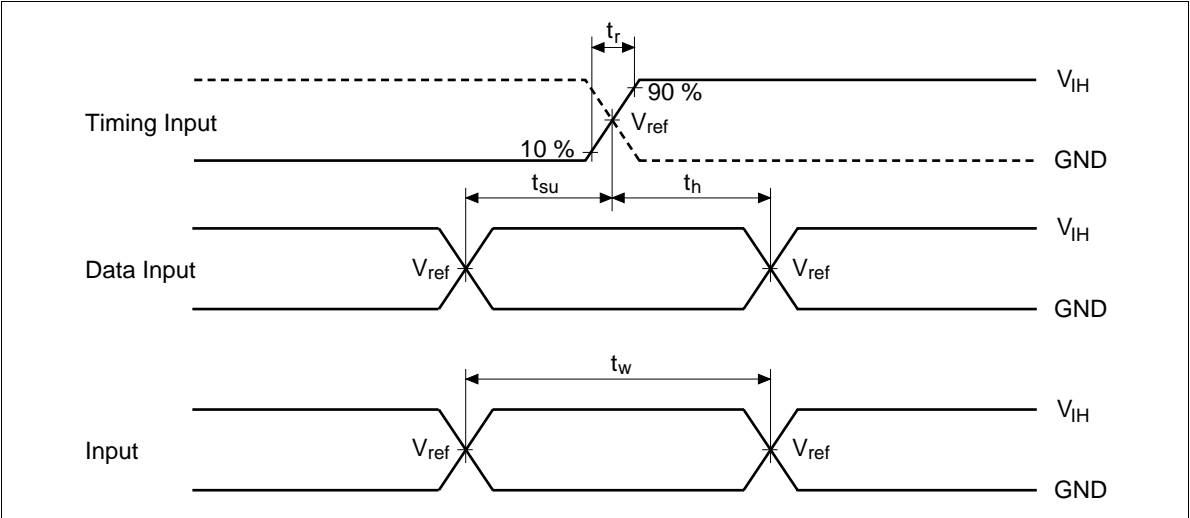 tr
VIH
90 %
Timing Input
Vref
10 %
GND
tsu
th
VIH
Data Input
Vref
Vref
GND
tw
VIH
Input
Vref
Vref
GND